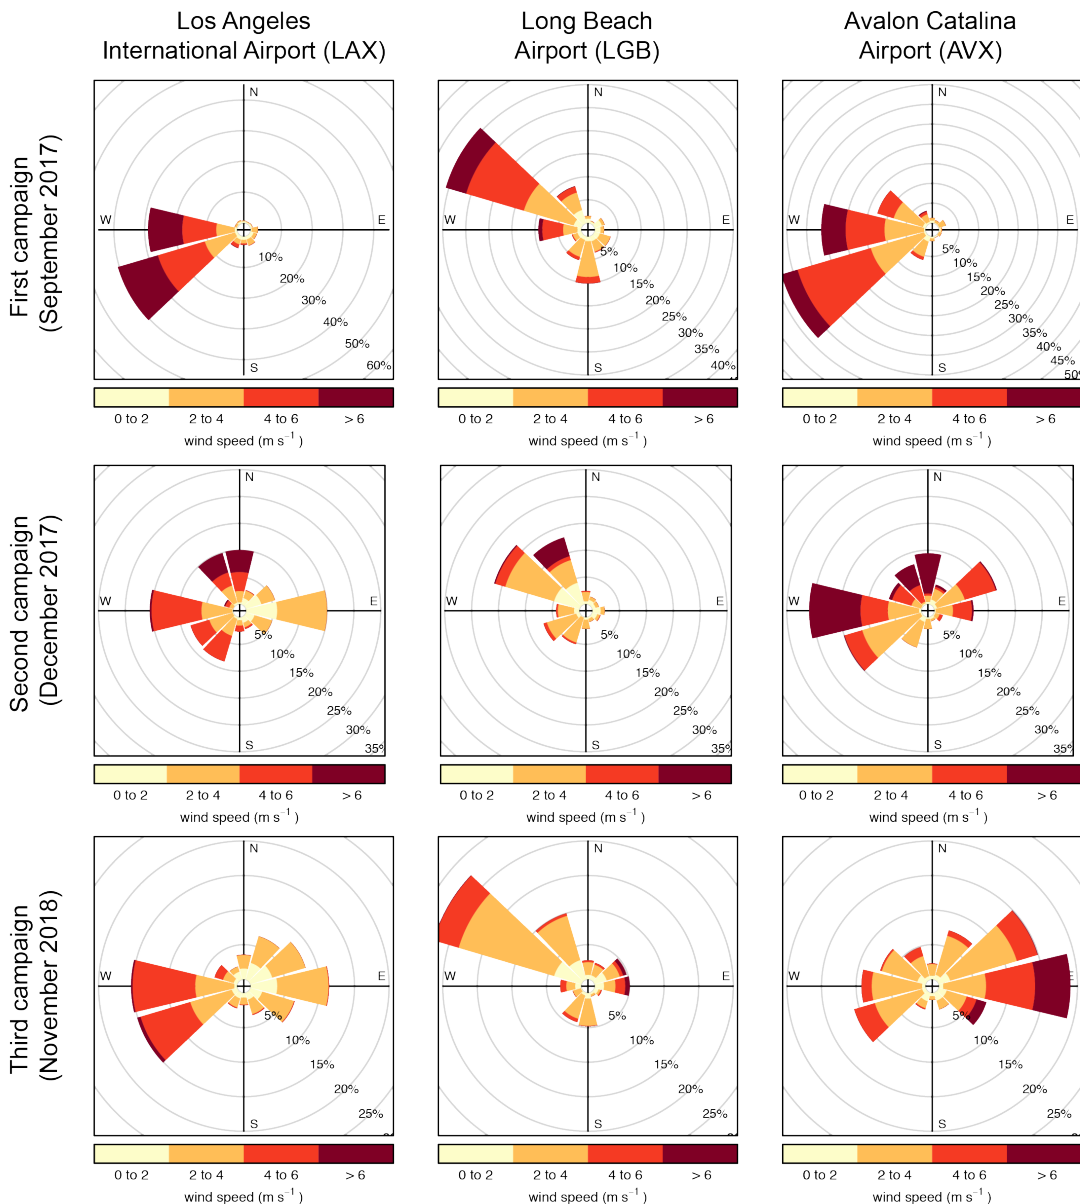 Los Angeles
International Airport (LAX)
Long Beach
Airport (LGB)
Avalon Catalina
Airport (AVX)
First campaign
(September 2017)
N
W
E
S
10%
20%
30%
40%
50%
60%
0 to 2
2 to 4
4 to 6
> 6
wind speed (m s⁻¹ )
N
W
E
S
5%
10%
15%
20%
25%
30%
35%
40%
0 to 2
2 to 4
4 to 6
> 6
wind speed (m s⁻¹ )
N
W
E
S
5%
10%
15%
20%
25%
30%
35%
40%
45%
50%
0 to 2
2 to 4
4 to 6
> 6
wind speed (m s⁻¹ )
Second campaign
(December 2017)
N
W
E
S
5%
10%
15%
20%
25%
30%
35%
0 to 2
2 to 4
4 to 6
> 6
wind speed (m s⁻¹ )
N
W
E
S
5%
10%
15%
20%
25%
30%
35%
0 to 2
2 to 4
4 to 6
> 6
wind speed (m s⁻¹ )
N
W
E
S
5%
10%
15%
20%
25%
30%
35%
0 to 2
2 to 4
4 to 6
> 6
wind speed (m s⁻¹ )
Third campaign
(November 2018)
N
W
E
S
5%
10%
15%
20%
25%
0 to 2
2 to 4
4 to 6
> 6
wind speed (m s⁻¹ )
N
W
E
S
5%
10%
15%
20%
25%
0 to 2
2 to 4
4 to 6
> 6
wind speed (m s⁻¹ )
N
W
E
S
5%
10%
15%
20%
25%
0 to 2
2 to 4
4 to 6
> 6
wind speed (m s⁻¹ )